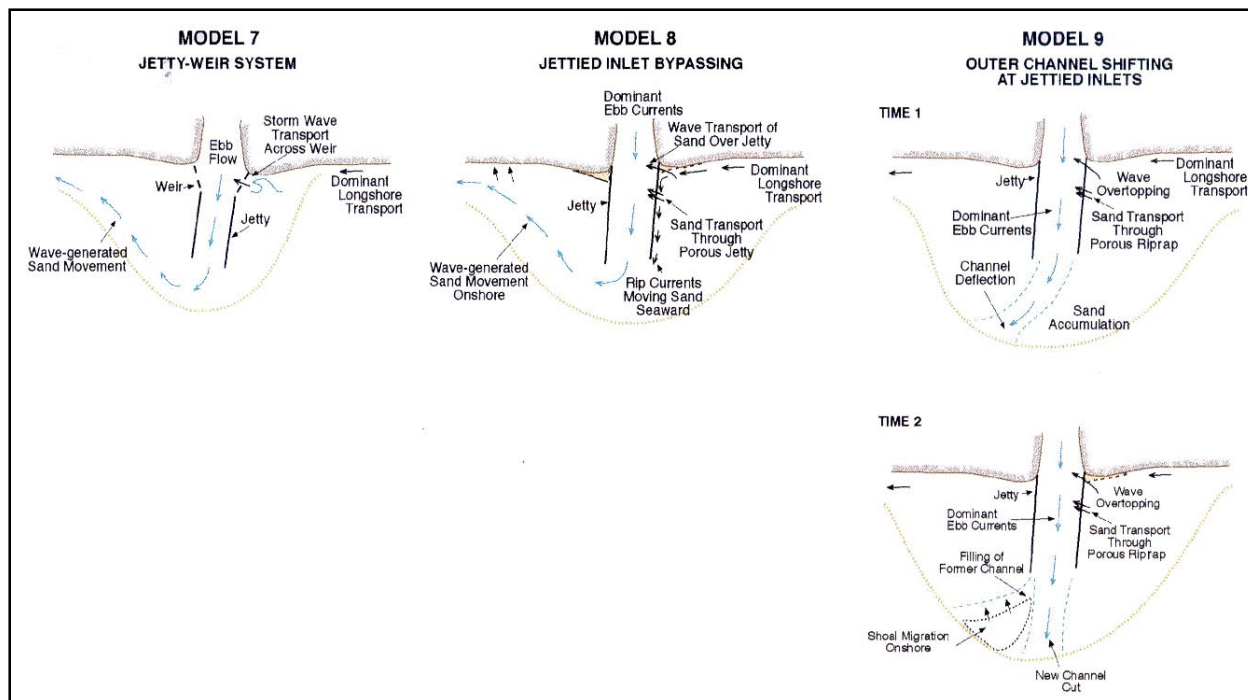 MODEL 7
JETTY-WEIR SYSTEM
Storm Wave
Transport
Across Weir
Ebb
Flow
Weir
Dominant
Longshore
Transport
Jetty
Wave-generated
Sand Movement
MODEL 8
JETTIED INLET BYPASSING
Dominant
Ebb Currents
Wave Transport of
Sand Over Jetty
Dominant
Longshore
Transport
Jetty
Sand Transport
Through
Porous Jetty
Wave-generated
Sand Movement
Onshore
Rip Currents
Moving Sand
Seaward
MODEL 9
OUTER CHANNEL SHIFTING
AT JETTIED INLETS
TIME 1
Dominant
Longshore
Transport
Jetty
Wave
Overtopping
Dominant
Ebb Currents
Sand Transport
Through
Porous Riprap
Channel
Deflection
Sand
Accumulation
TIME 2
Jetty
Wave
Overtopping
Dominant
Ebb Currents
Sand Transport
Through
Porous Riprap
Filling of
Former Channel
Shoal Migration
Onshore
New Channel
Cut